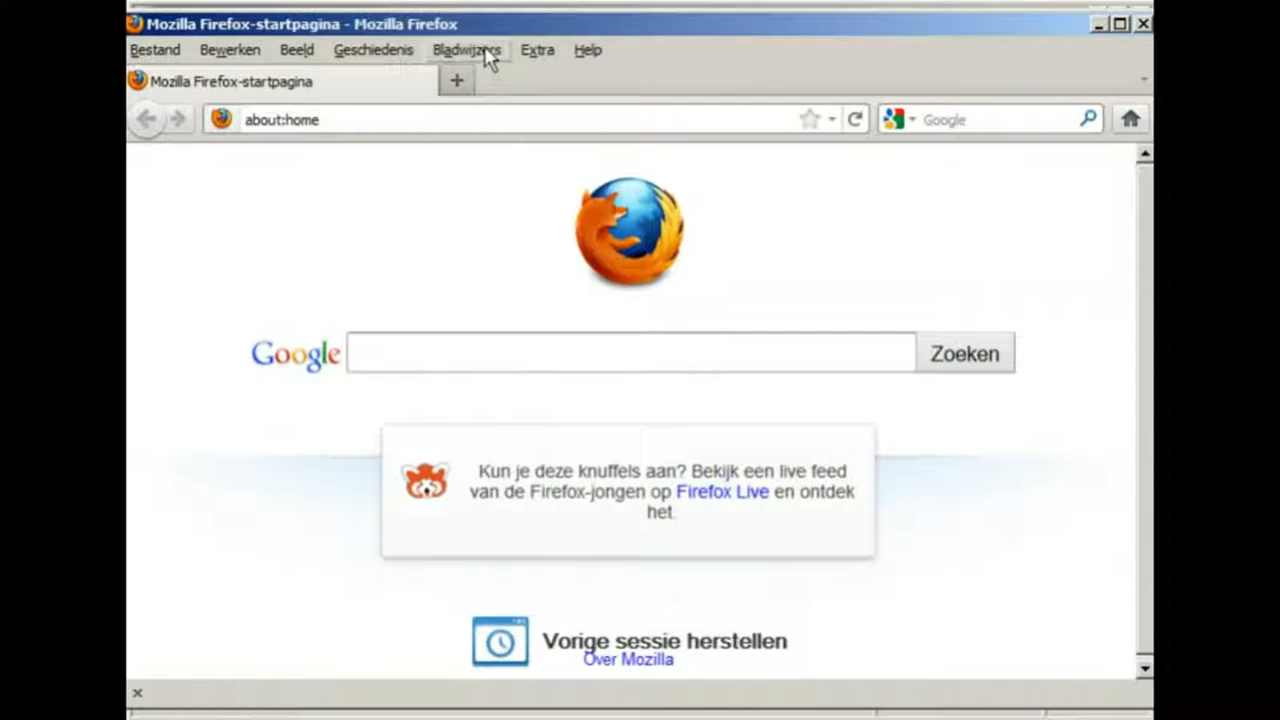 Mozilla Firefox-startpagina - Mozilla Firefox
Bestand Bewerken Beeld Geschiedenis Bladwijzers Extra Help
Mozilla Firefox-startpagina
about:home Google
Google Zoeken
Kun je deze knuffels aan? Bekijk een live feed
van de Firefox-jongen op Firefox Live en ontdek
het.
Vorige sessie herstellen
Over Mozilla